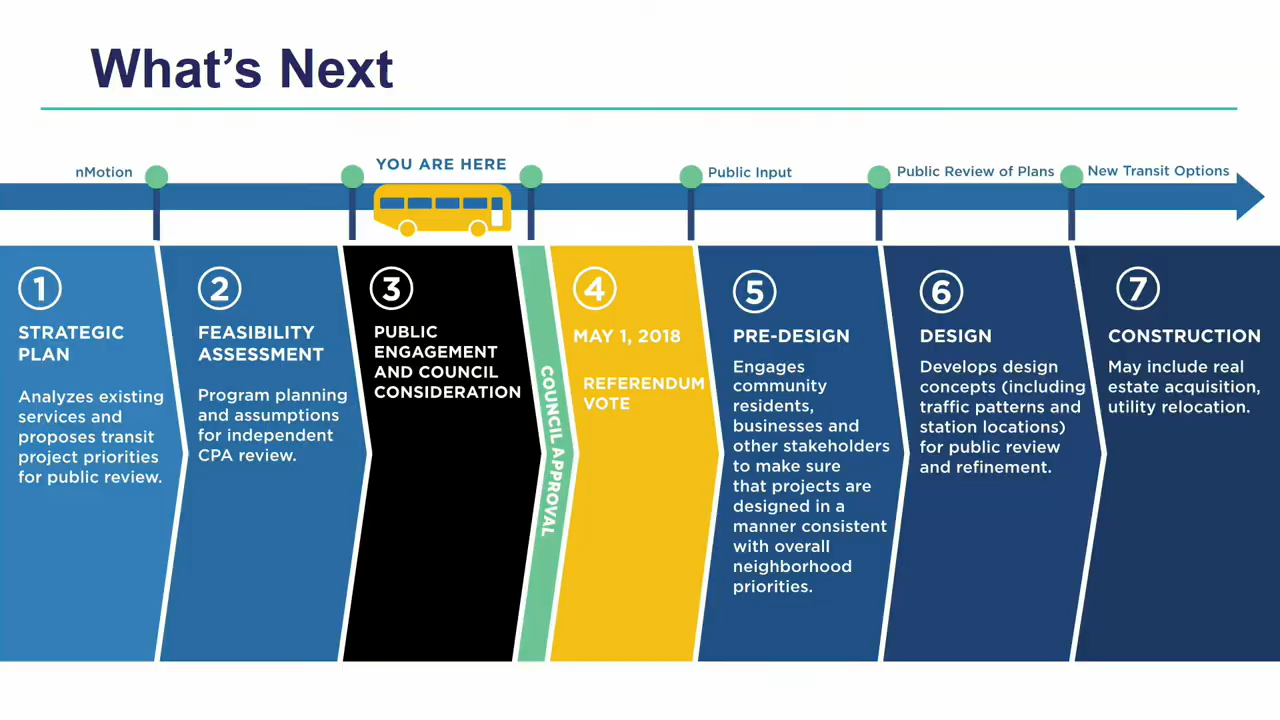 What’s Next
nMotion
YOU ARE HERE
Public Input
Public Review of Plans
New Transit Options
1
STRATEGIC
PLAN
Analyzes existing
services and
proposes transit
project priorities
for public review.
2
FEASIBILITY
ASSESSMENT
Program planning
and assumptions
for independent
CPA review.
3
PUBLIC
ENGAGEMENT
AND COUNCIL
CONSIDERATION
COUNCIL APPROVAL
4
MAY 1, 2018
REFERENDUM
VOTE
5
PRE-DESIGN
Engages
community
residents,
businesses and
other stakeholders
to make sure
that projects are
designed in a
manner consistent
with overall
neighborhood
priorities.
6
DESIGN
Develops design
concepts (including
traffic patterns and
station locations)
for public review
and refinement.
7
CONSTRUCTION
May include real
estate acquisition,
utility relocation.